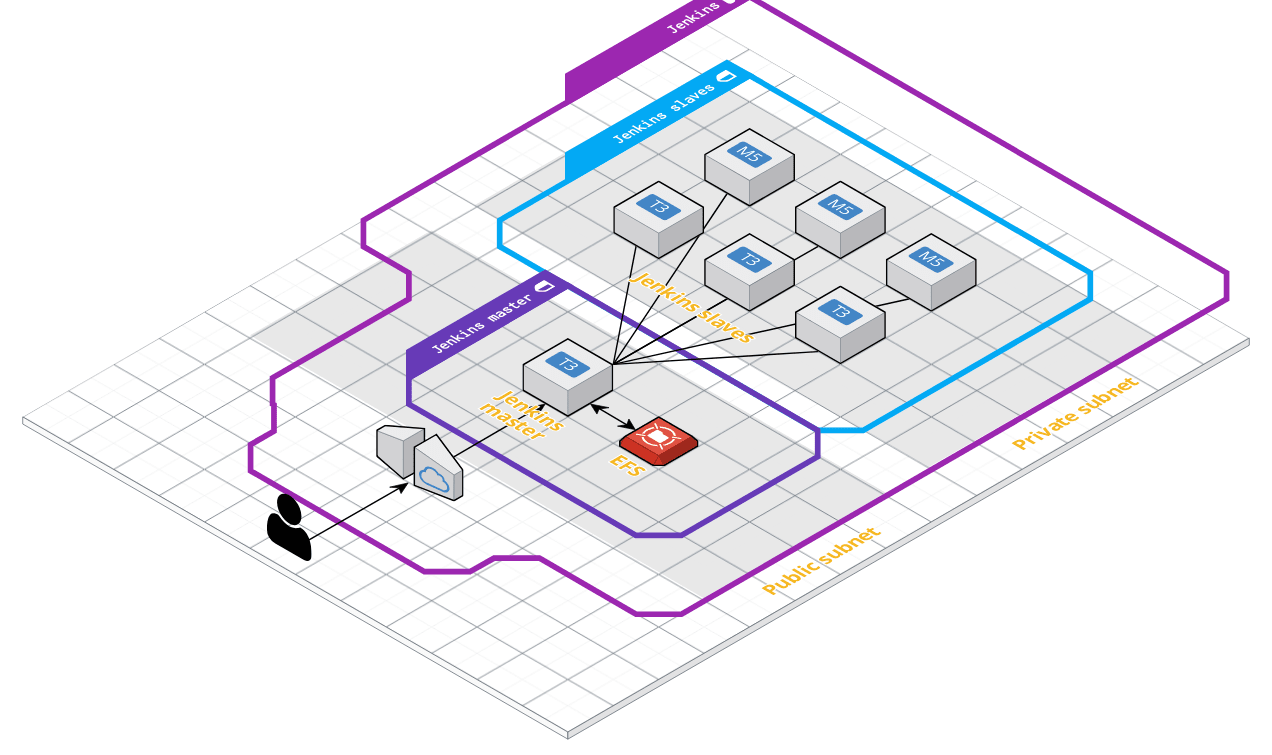 Jenkins
Jenkins slaves
M5
T3
M5
T3
M5
Jenkins slaves
T3
Jenkins master
T3
Jenkins
master
EFS
Private subnet
Public subnet